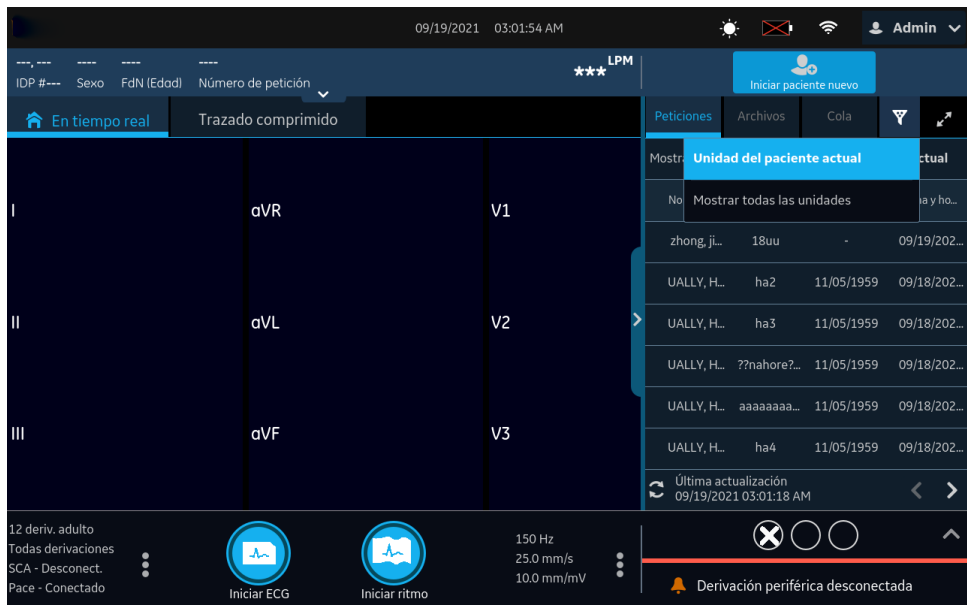 09/19/2021 03:01:54 AM
Admin
---, --- ---- ---- ----
IDP #--- Sexo FdN (Edad) Número de petición
*** LPM
Iniciar paciente nuevo
En tiempo real Trazado comprimido
Peticiones Archivos Cola
Mostr
Unidad del paciente actual
ctual
Mostrar todas las unidades
No
a y ho...
zhong, ji... 18uu - 09/19/202...
UALLY, H... ha2 11/05/1959 09/18/202...
UALLY, H... ha3 11/05/1959 09/18/202...
UALLY, H... ??nahore?... 11/05/1959 09/18/202...
UALLY, H... aaaaaaaa... 11/05/1959 09/18/202...
UALLY, H... ha4 11/05/1959 09/18/202...
Última actualización
09/19/2021 03:01:18 AM
I aVR V1
II aVL V2
III aVF V3
12 deriv. adulto
Todas derivaciones
SCA - Desconect.
Pace - Conectado
Iniciar ECG
Iniciar ritmo
150 Hz
25.0 mm/s
10.0 mm/mV
Derivación periférica desconectada